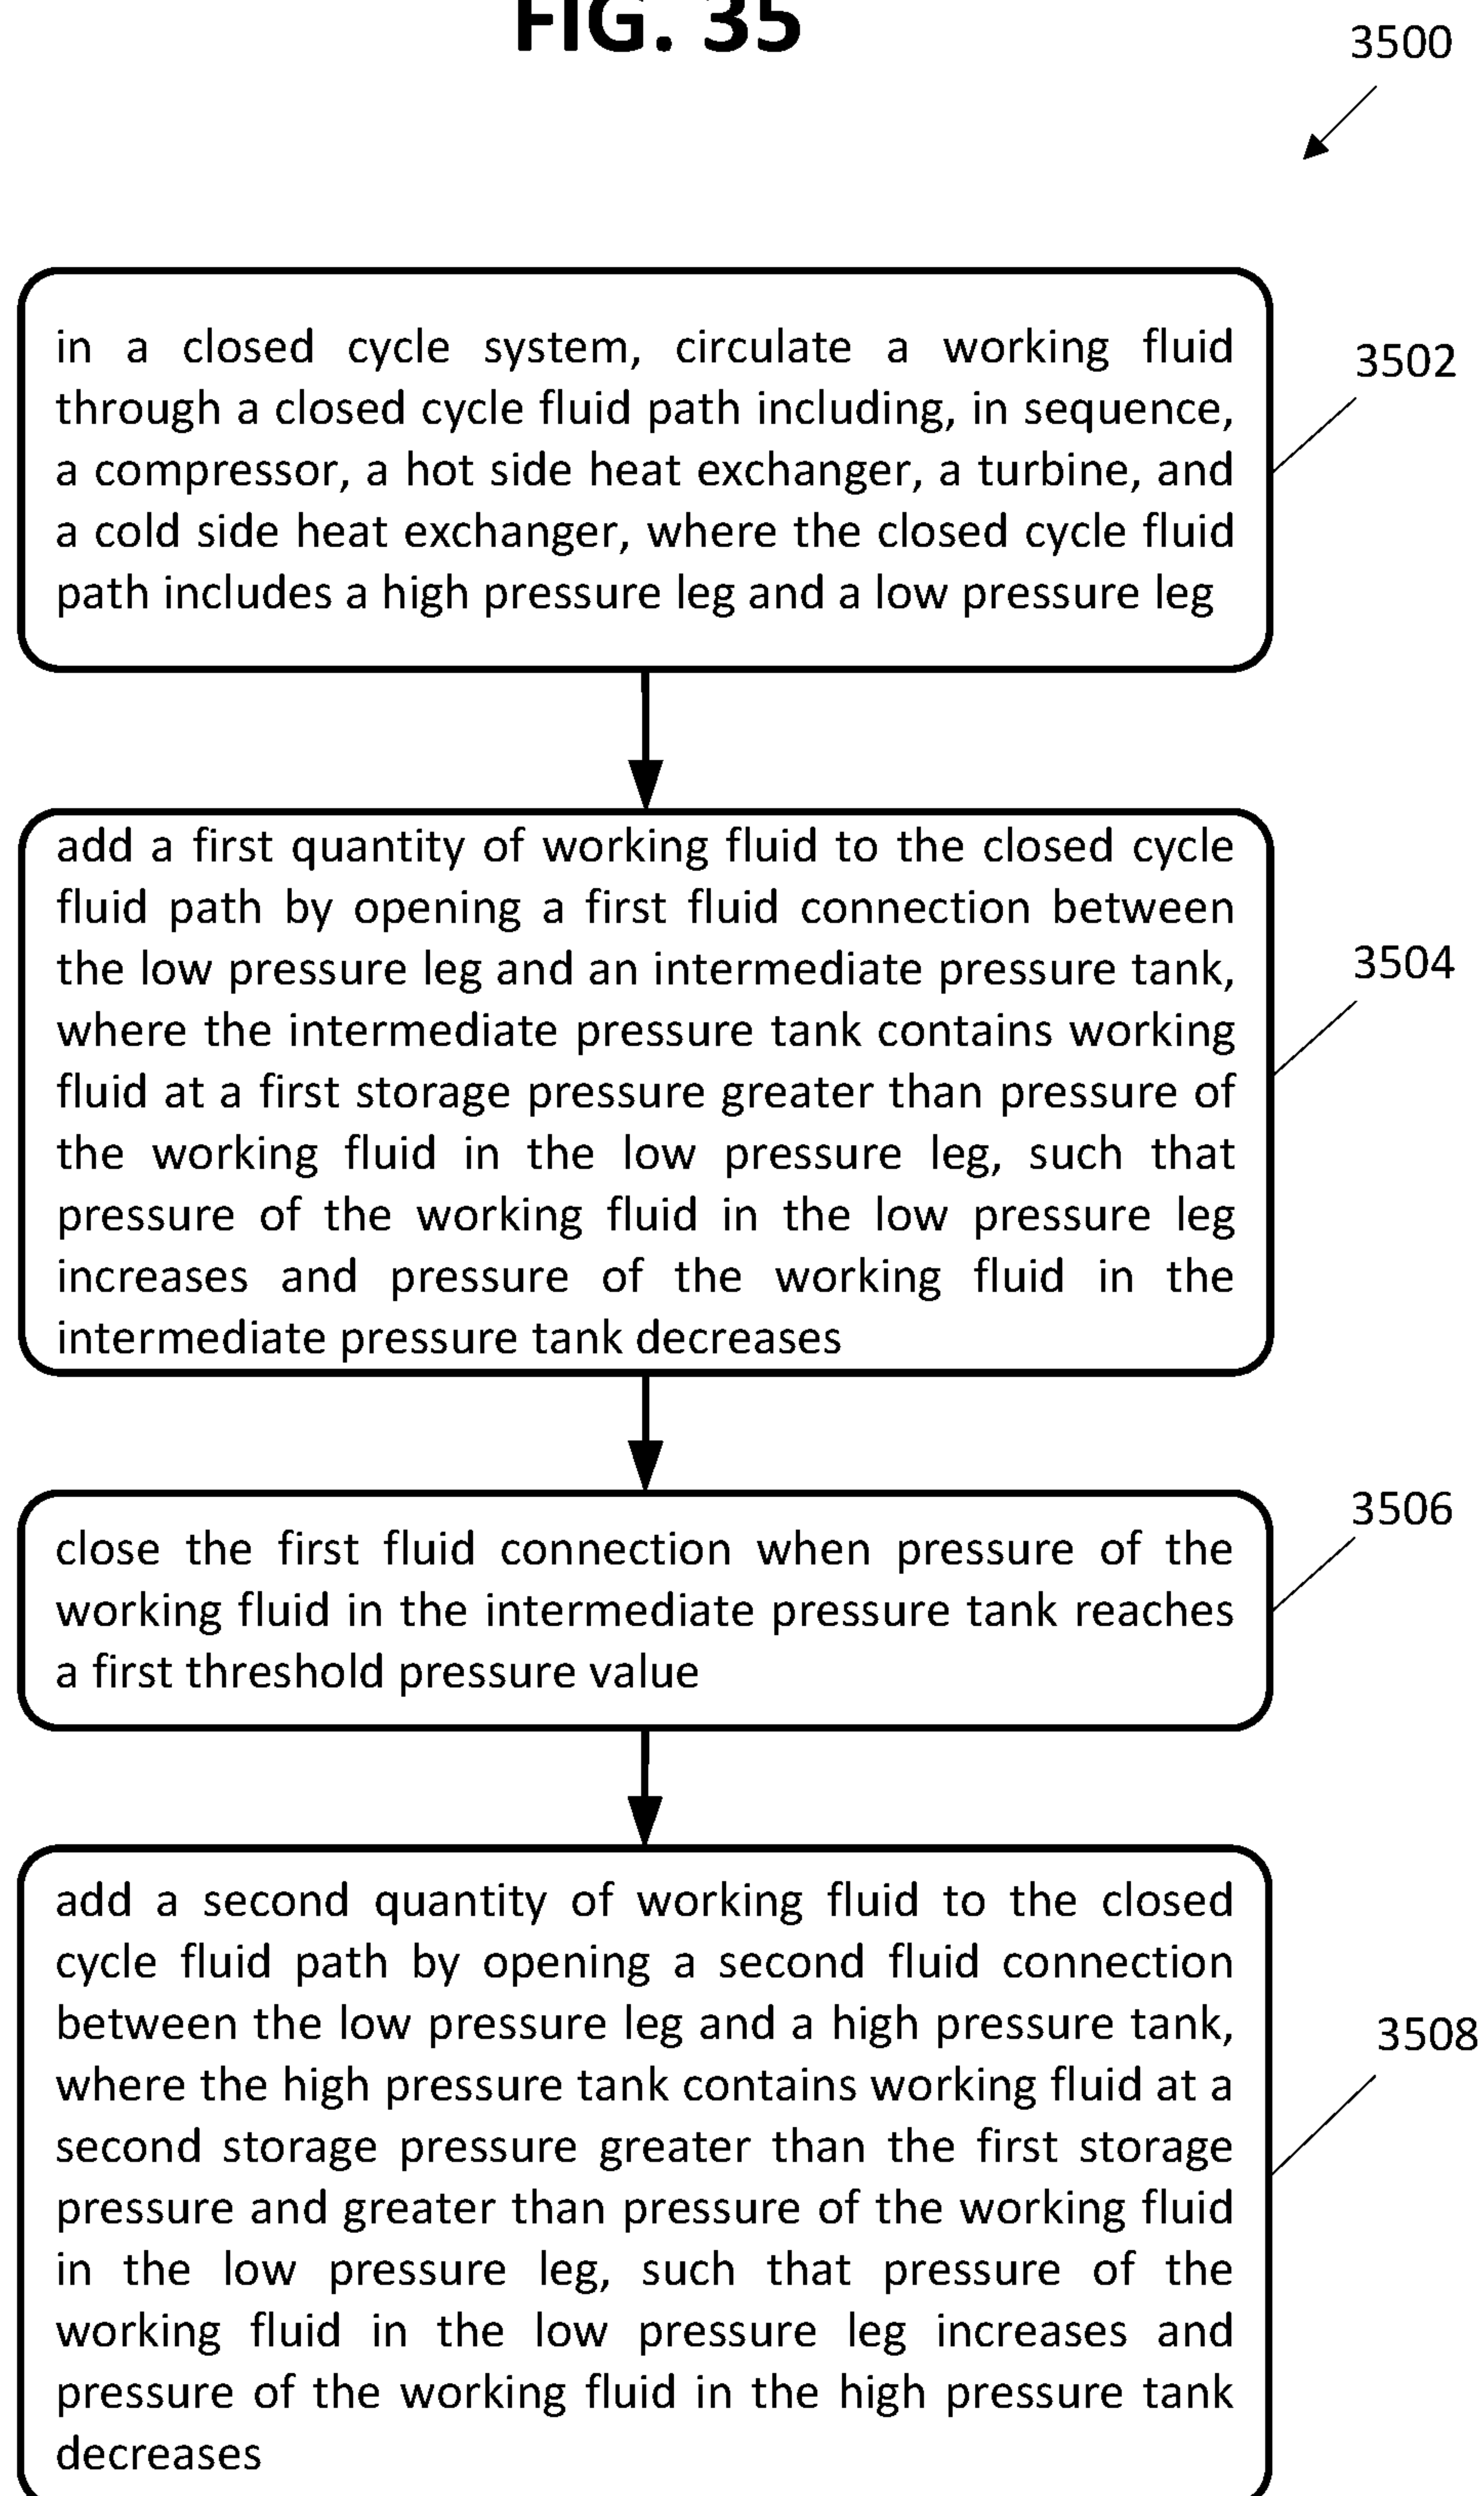 FIG. 35
3500
in a closed cycle system, circulate a working fluid
through a closed cycle fluid path including, in sequence,
a compressor, a hot side heat exchanger, a turbine, and
a cold side heat exchanger, where the closed cycle fluid
path includes a high pressure leg and a low pressure leg
3502
add a first quantity of working fluid to the closed cycle
fluid path by opening a first fluid connection between
the low pressure leg and an intermediate pressure tank,
where the intermediate pressure tank contains working
fluid at a first storage pressure greater than pressure of
the working fluid in the low pressure leg, such that
pressure of the working fluid in the low pressure leg
increases and pressure of the working fluid in the
intermediate pressure tank decreases
3504
close the first fluid connection when pressure of the
working fluid in the intermediate pressure tank reaches
a first threshold pressure value
3506
add a second quantity of working fluid to the closed
cycle fluid path by opening a second fluid connection
between the low pressure leg and a high pressure tank,
where the high pressure tank contains working fluid at a
second storage pressure greater than the first storage
pressure and greater than pressure of the working fluid
in the low pressure leg, such that pressure of the
working fluid in the low pressure leg increases and
pressure of the working fluid in the high pressure tank
decreases
3508